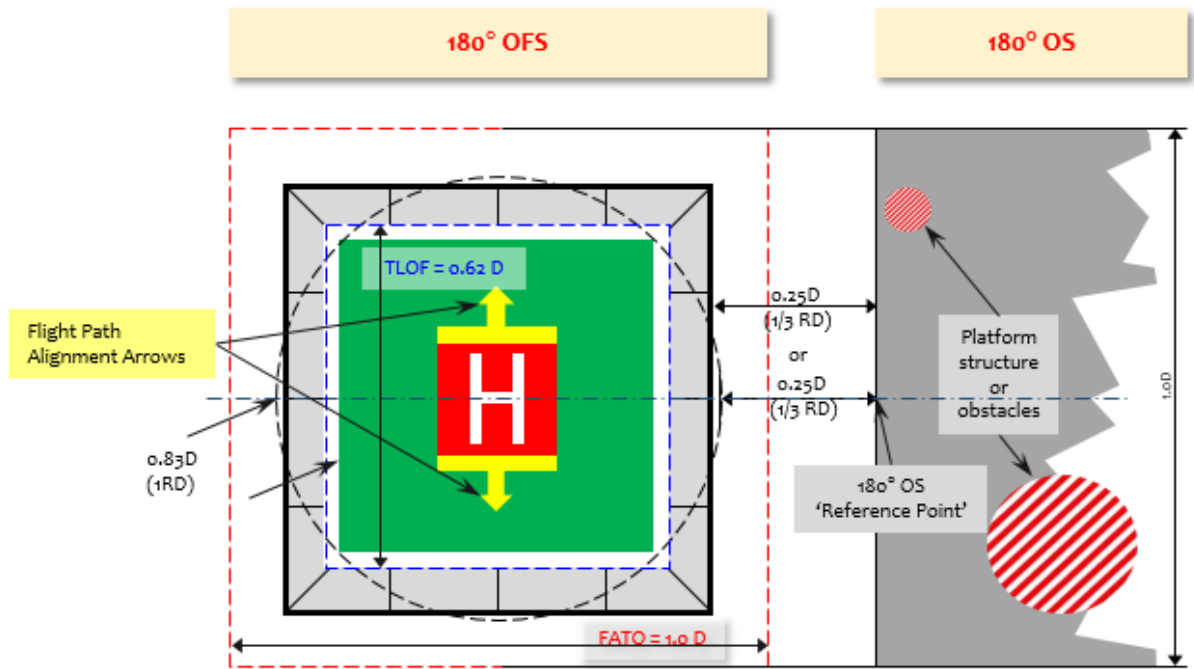 180° OFS
180° OS
TLOF = 0.62 D
Flight Path
Alignment Arrows
H
0.25D
(1/3 RD)
or
0.25D
(1/3 RD)
Platform
structure
or
obstacles
1.0D
0.83D
(1RD)
180° OS
‘Reference Point’
FATO = 1.0 D